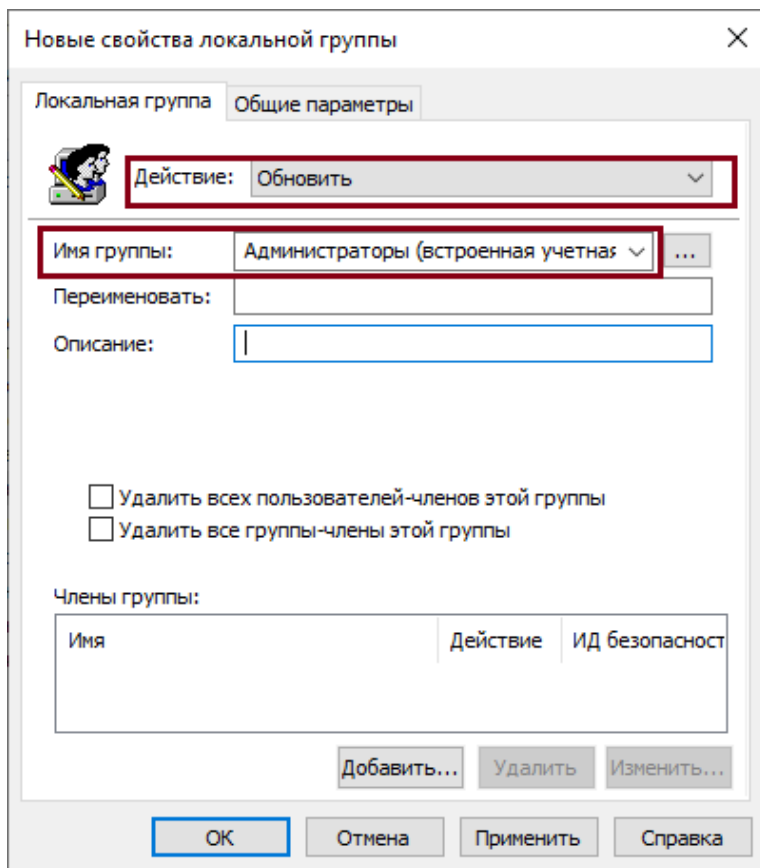 Новые свойства локальной группы
Локальная группа Общие параметры
Действие: Обновить
Имя группы: Администраторы (встроенная учетная ...
Переименовать:
Описание:
Удалить всех пользователей-членов этой группы
Удалить все группы-члены этой группы
Члены группы:
Имя Действие ИД безопасност
Добавить... Удалить Изменить...
ОК Отмена Применить Справка